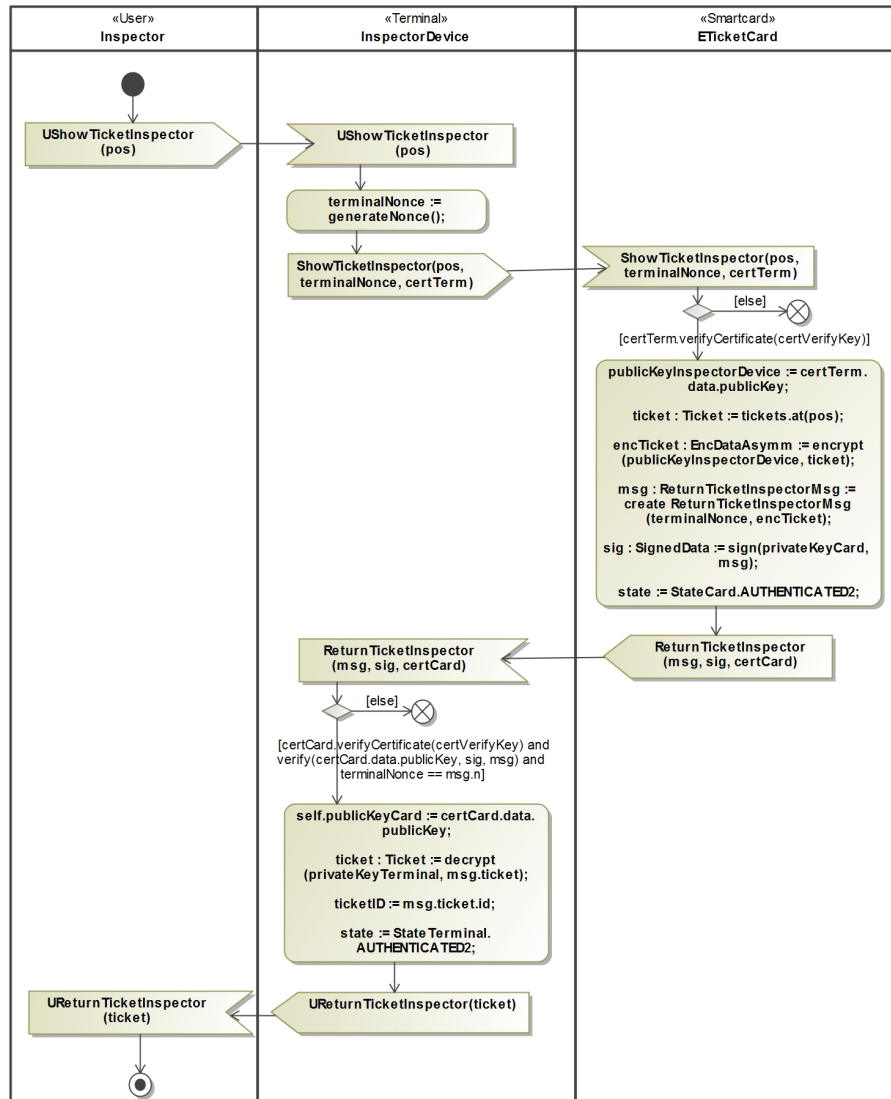 «User»
Inspector
«Terminal»
InspectorDevice
«Smartcard»
ETicketCard
UShowTicketInspector
(pos)
UShowTicketInspector
(pos)
terminalNonce :=
generateNonce();
ShowTicketInspector(pos,
terminalNonce, certTerm)
ShowTicketInspector(pos,
terminalNonce, certTerm)
[else]
[certTerm.verifyCertificate(certVerifyKey)]
publicKeyInspectorDevice := certTerm.
data.publicKey;
ticket : Ticket := tickets.at(pos);
encTicket : EncDataAsymm := encrypt
(publicKeyInspectorDevice, ticket);
msg : ReturnTicketInspectorMsg :=
create ReturnTicketInspectorMsg
(terminalNonce, encTicket);
sig : SignedData := sign(privateKeyCard,
msg);
state := StateCard.AUTHENTICATED2;
ReturnTicketInspector
(msg, sig, certCard)
ReturnTicketInspector
(msg, sig, certCard)
[else]
[certCard.verifyCertificate(certVerifyKey) and
verify(certCard.data.publicKey, sig, msg) and
terminalNonce == msg.n]
self.publicKeyCard := certCard.data.
publicKey;
ticket : Ticket := decrypt
(privateKeyTerminal, msg.ticket);
ticketID := msg.ticket.id;
state := StateTerminal.
AUTHENTICATED2;
UReturnTicketInspector(ticket)
UReturnTicketInspector
(ticket)